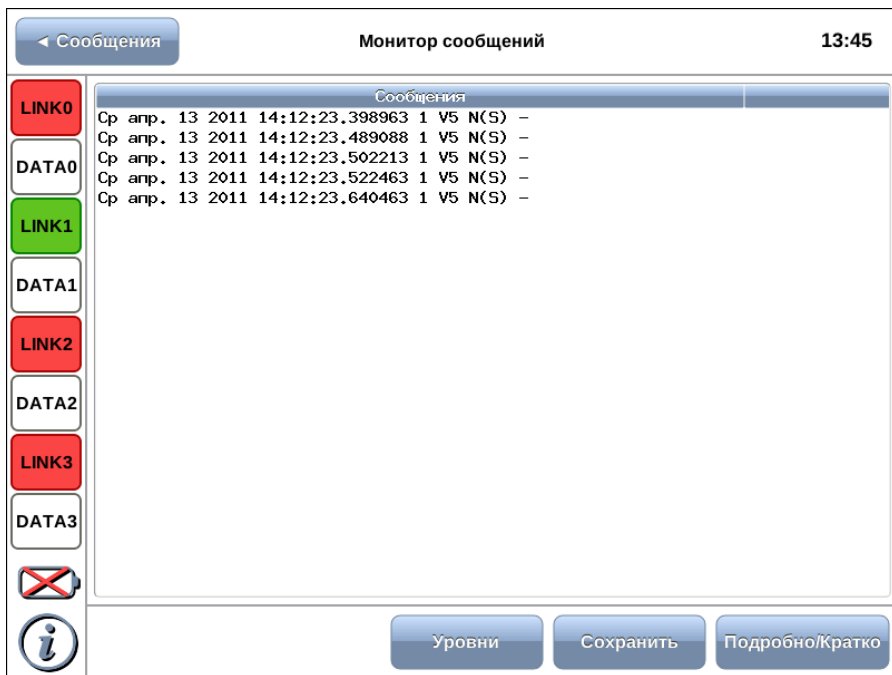 ◄ Сообщения
Монитор сообщений
13:45
LINK0
DATA0
LINK1
DATA1
LINK2
DATA2
LINK3
DATA3
Сообщения
Ср апр. 13 2011 14:12:23.398963 1 V5 N(S) –
Ср апр. 13 2011 14:12:23.489088 1 V5 N(S) –
Ср апр. 13 2011 14:12:23.502213 1 V5 N(S) –
Ср апр. 13 2011 14:12:23.522463 1 V5 N(S) –
Ср апр. 13 2011 14:12:23.640463 1 V5 N(S) –
i
Уровни
Сохранить
Подробно/Кратко